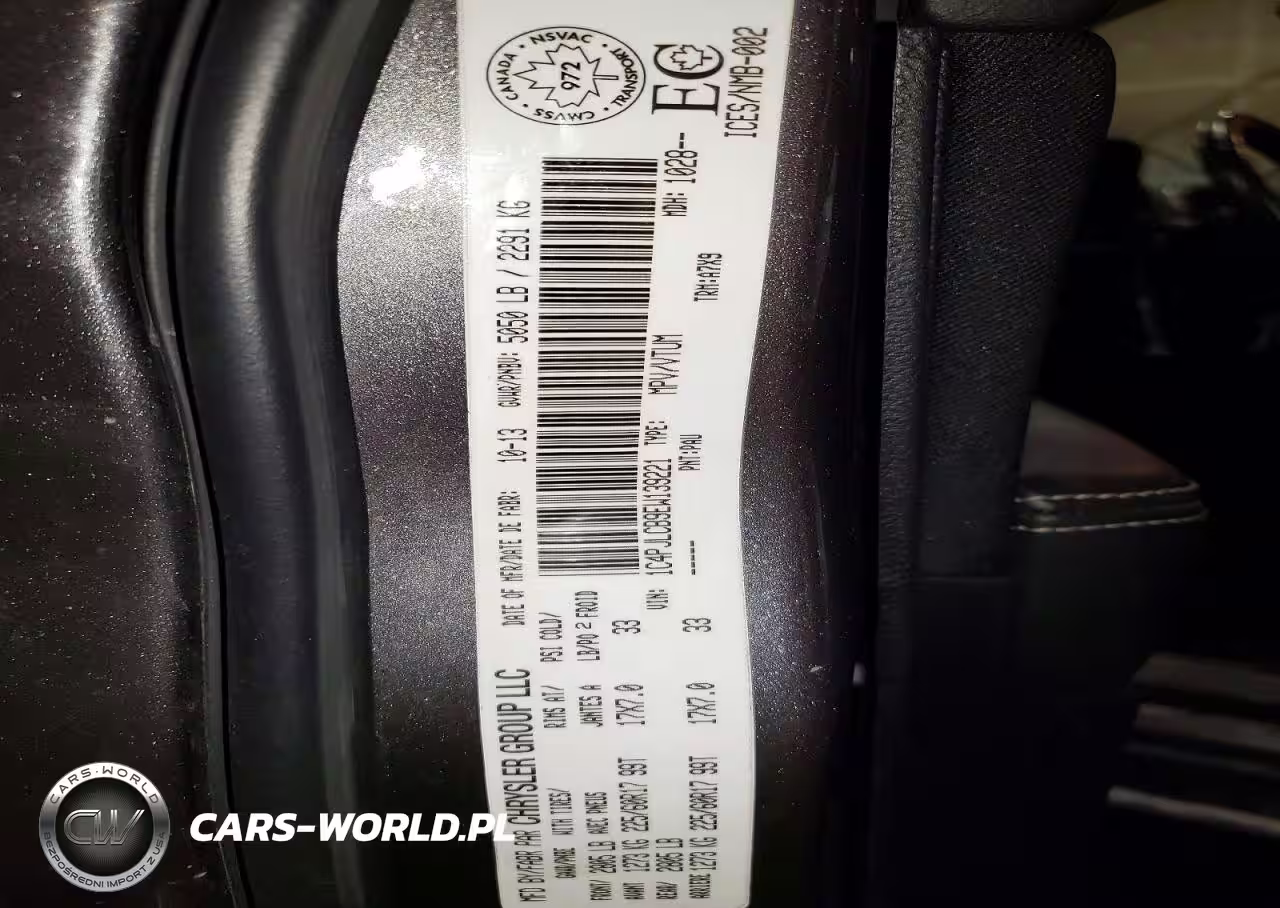 MFD BY/FABR PAR CHRYSLER GROUP LLC
DATE OF MFR/DATE DE FABR: 10-13
GVWR/PNBV: 5050 LB / 2291 KG
GAWR/PNBE WITH TIRES/ RIMS AT/ PSI COLD/
AVEC PNEUS JANTES A LB/PO 2 FROID
FRONT/ 2805 LB
AVANT 1273 KG 225/60R17 99T 17X7.0 33
REAR/ 2805 LB
ARRIERE 1273 KG 225/60R17 99T 17X7.0 33
VIN: 1C4PJLCB9EW139221 TYPE: MPV/VTUM
MDH: 1028--
----- PNT:PAU
TRM:A7X9
CANADA · NSVAC · TRANSPORT · CMVSS ·
972
EC
ICES/NMB-002
CARS-WORLD
CW
BEZPOŚREDNI IMPORT Z USA
CARS-WORLD.PL